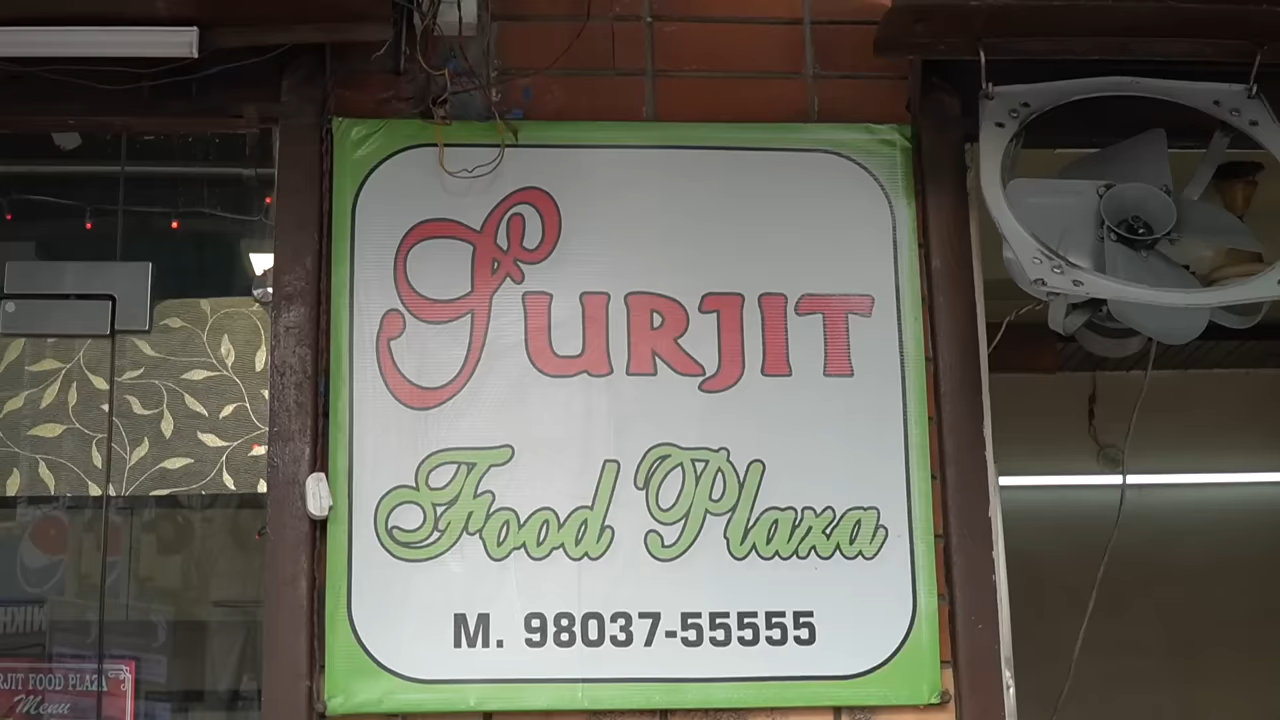 SURJIT
Food Plaza
M. 98037-55555
RJIT FOOD PLAZA
Menu